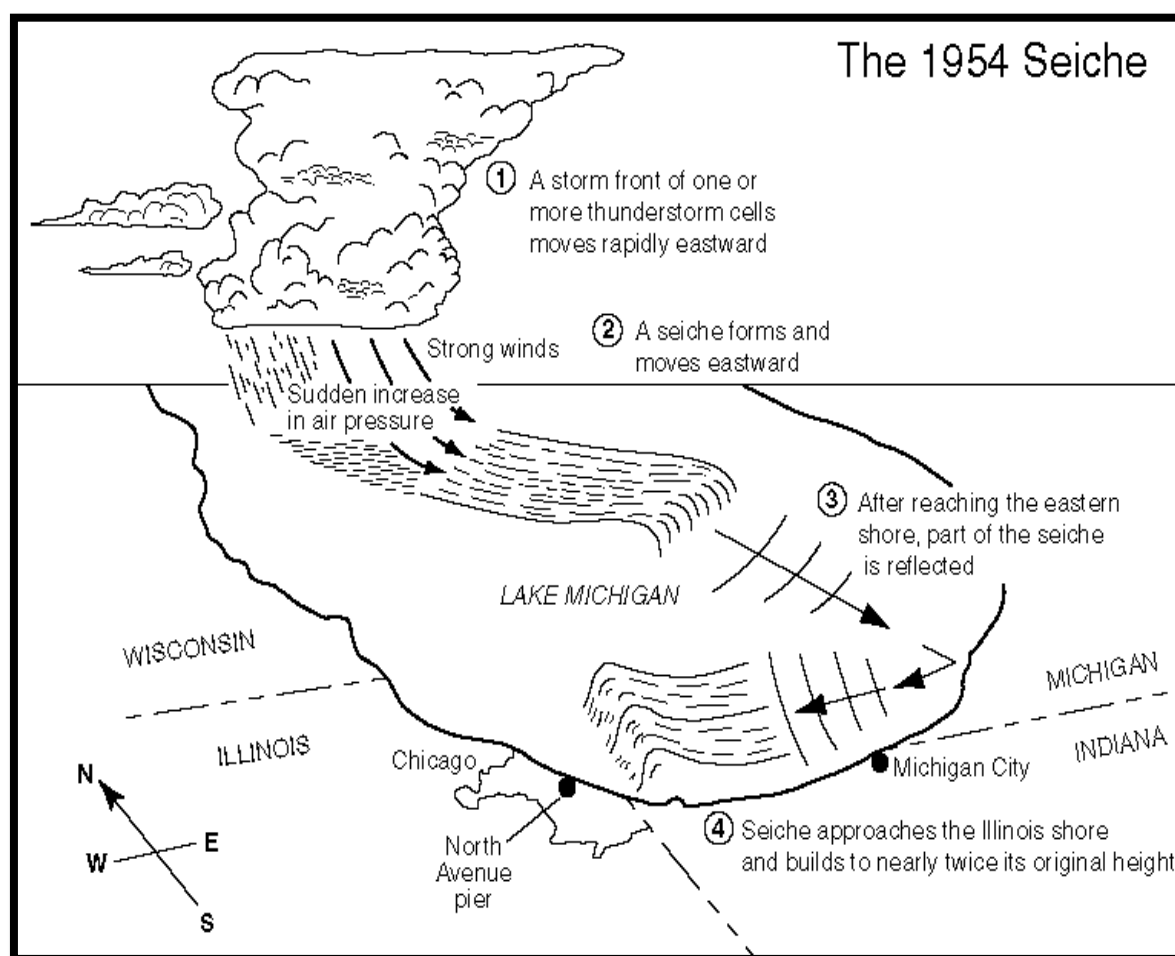 The 1954 Seiche
1 A storm front of one or
more thunderstorm cells
moves rapidly eastward
2 A seiche forms and
moves eastward
Strong winds
Sudden increase
in air pressure
3 After reaching the eastern
shore, part of the seiche
is reflected
LAKE MICHIGAN
WISCONSIN
MICHIGAN
ILLINOIS
INDIANA
Chicago
Michigan City
North
Avenue
pier
4 Seiche approaches the Illinois shore
and builds to nearly twice its original height
N
E
W
S